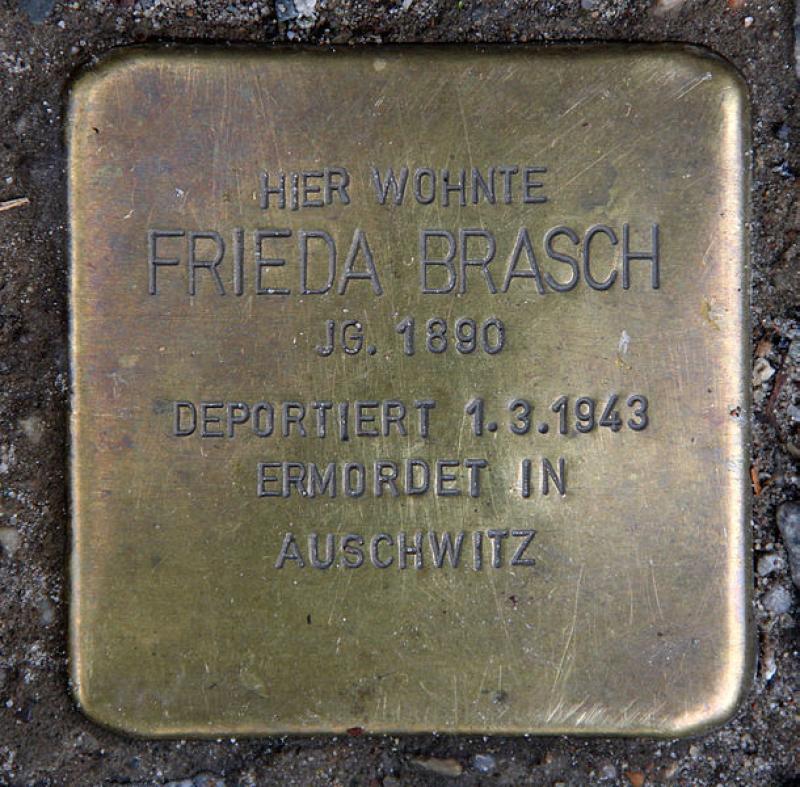 HIER WOHNTE
FRIEDA BRASCH
JG. 1890
DEPORTIERT 1.3.1943
ERMORDET IN
AUSCHWITZ